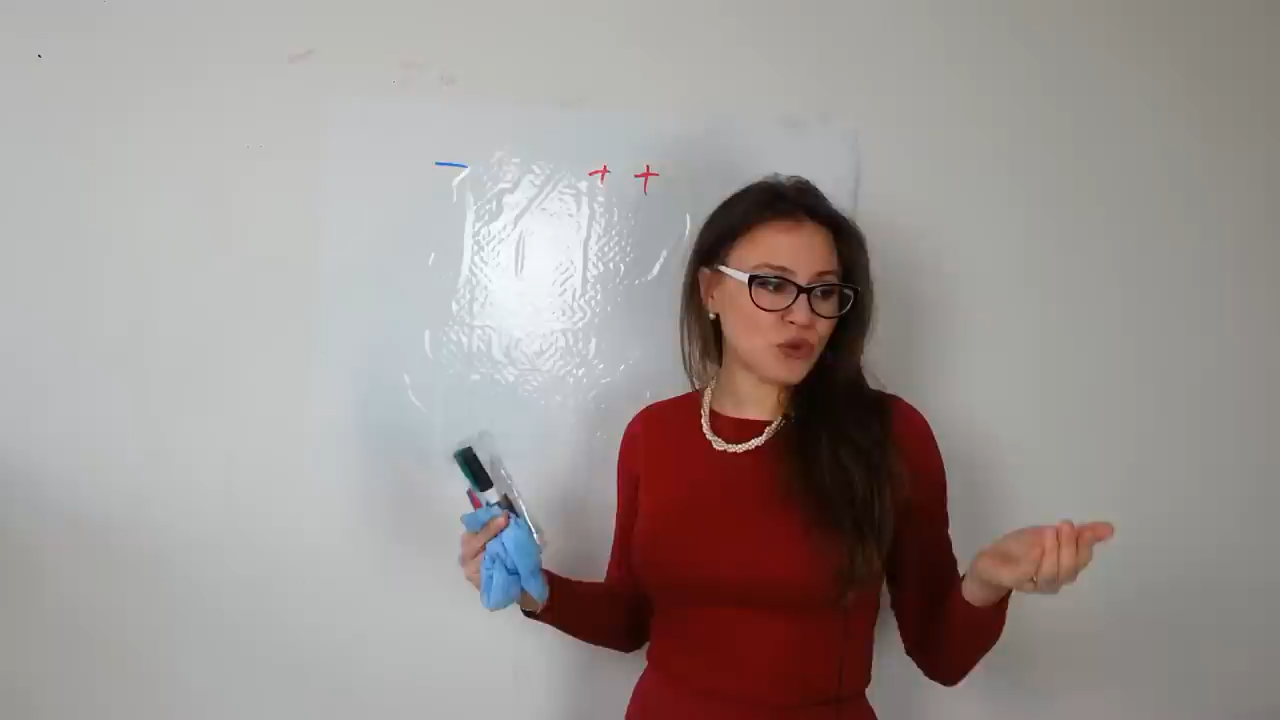 − + +